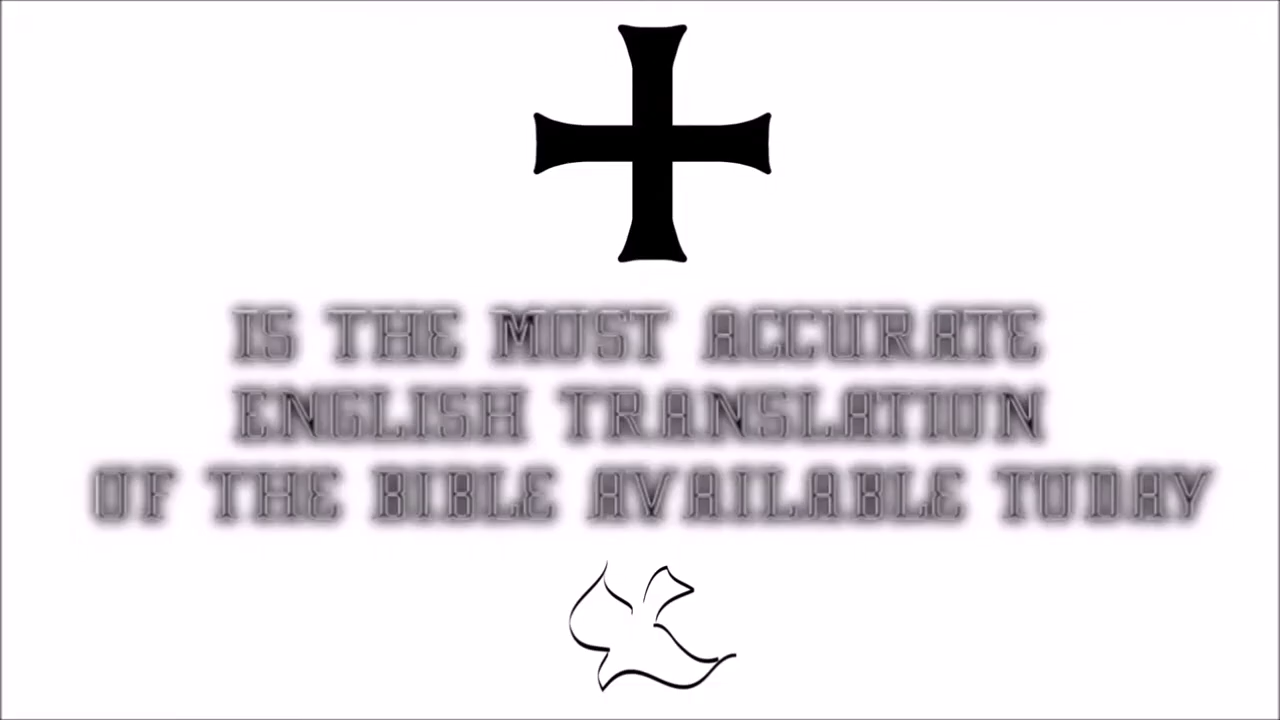 IS THE MOST ACCURATE
ENGLISH TRANSLATION
OF THE BIBLE AVAILABLE TODAY